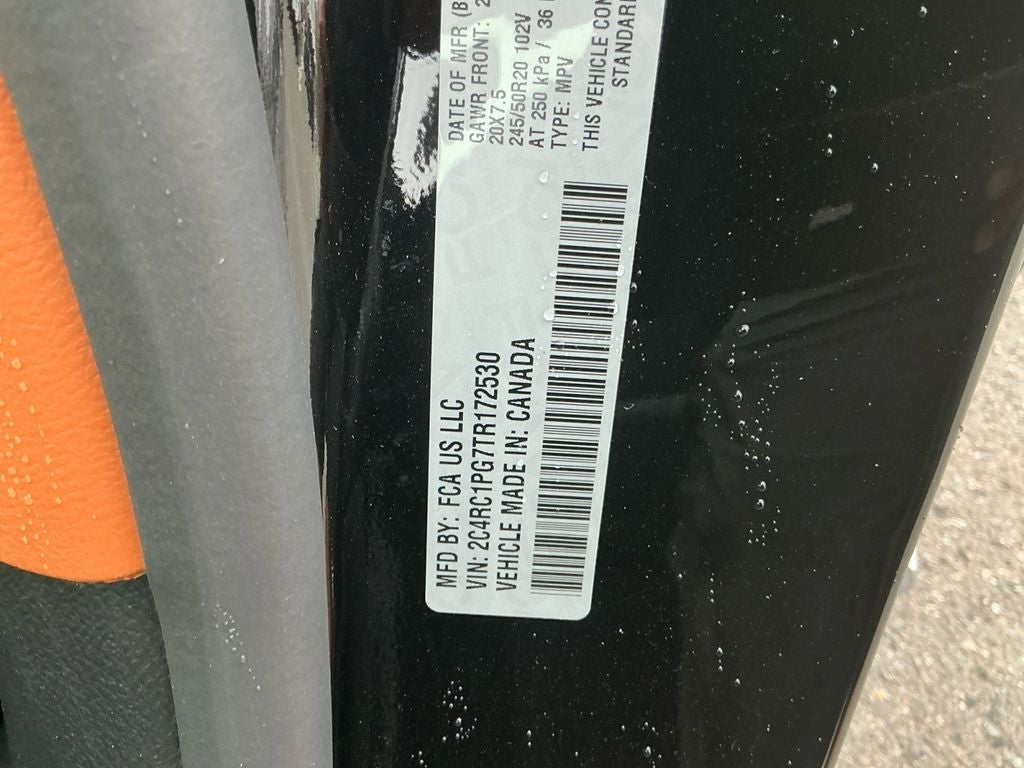 MFD BY: FCA US LLC
VIN: 2C4RC1PG7TR172530
VEHICLE MADE IN: CANADA
DATE OF MFR
GAWR FRONT:
20X7.5
245/50R20 102V
AT 250 kPa / 36
TYPE: MPV
THIS VEHICLE
STANDARD